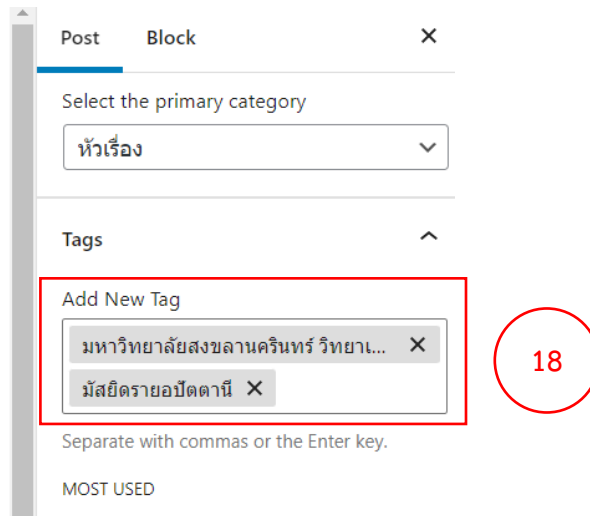 Post Block
Select the primary category
หัวเรื่อง
Tags
Add New Tag
มหาวิทยาลัยสงขลานครินทร์ วิทยาเ...
มัสยิดรายอปัตตานี
18
Separate with commas or the Enter key.
MOST USED